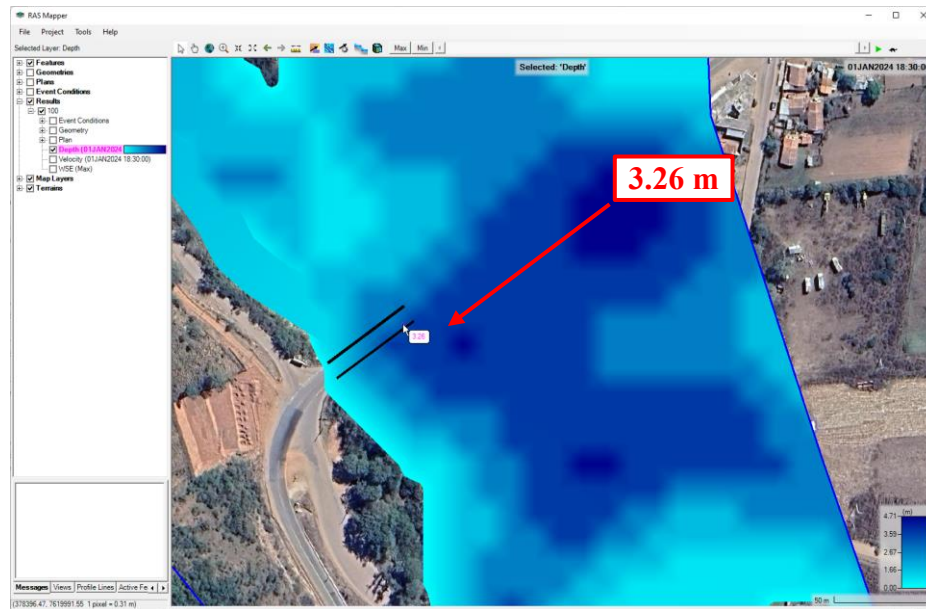 RAS Mapper
File Project Tools Help
Selected Layer: Depth
Max Min
Selected: 'Depth'
01JAN2024 18:30:00
Features
Geometries
Plans
Event Conditions
Results
100
Event Conditions
Geometry
Plan
Depth (01JAN2024
Velocity (01JAN2024 18:30:00)
WSE (Max)
Map Layers
Terrains
3.26 m
(m)
4.71
3.59
2.67
1.66
0.00
50 m
Messages Views Profile Lines Active Fe
(378396.47, 7619991.55 1 pixel = 0.31 m)